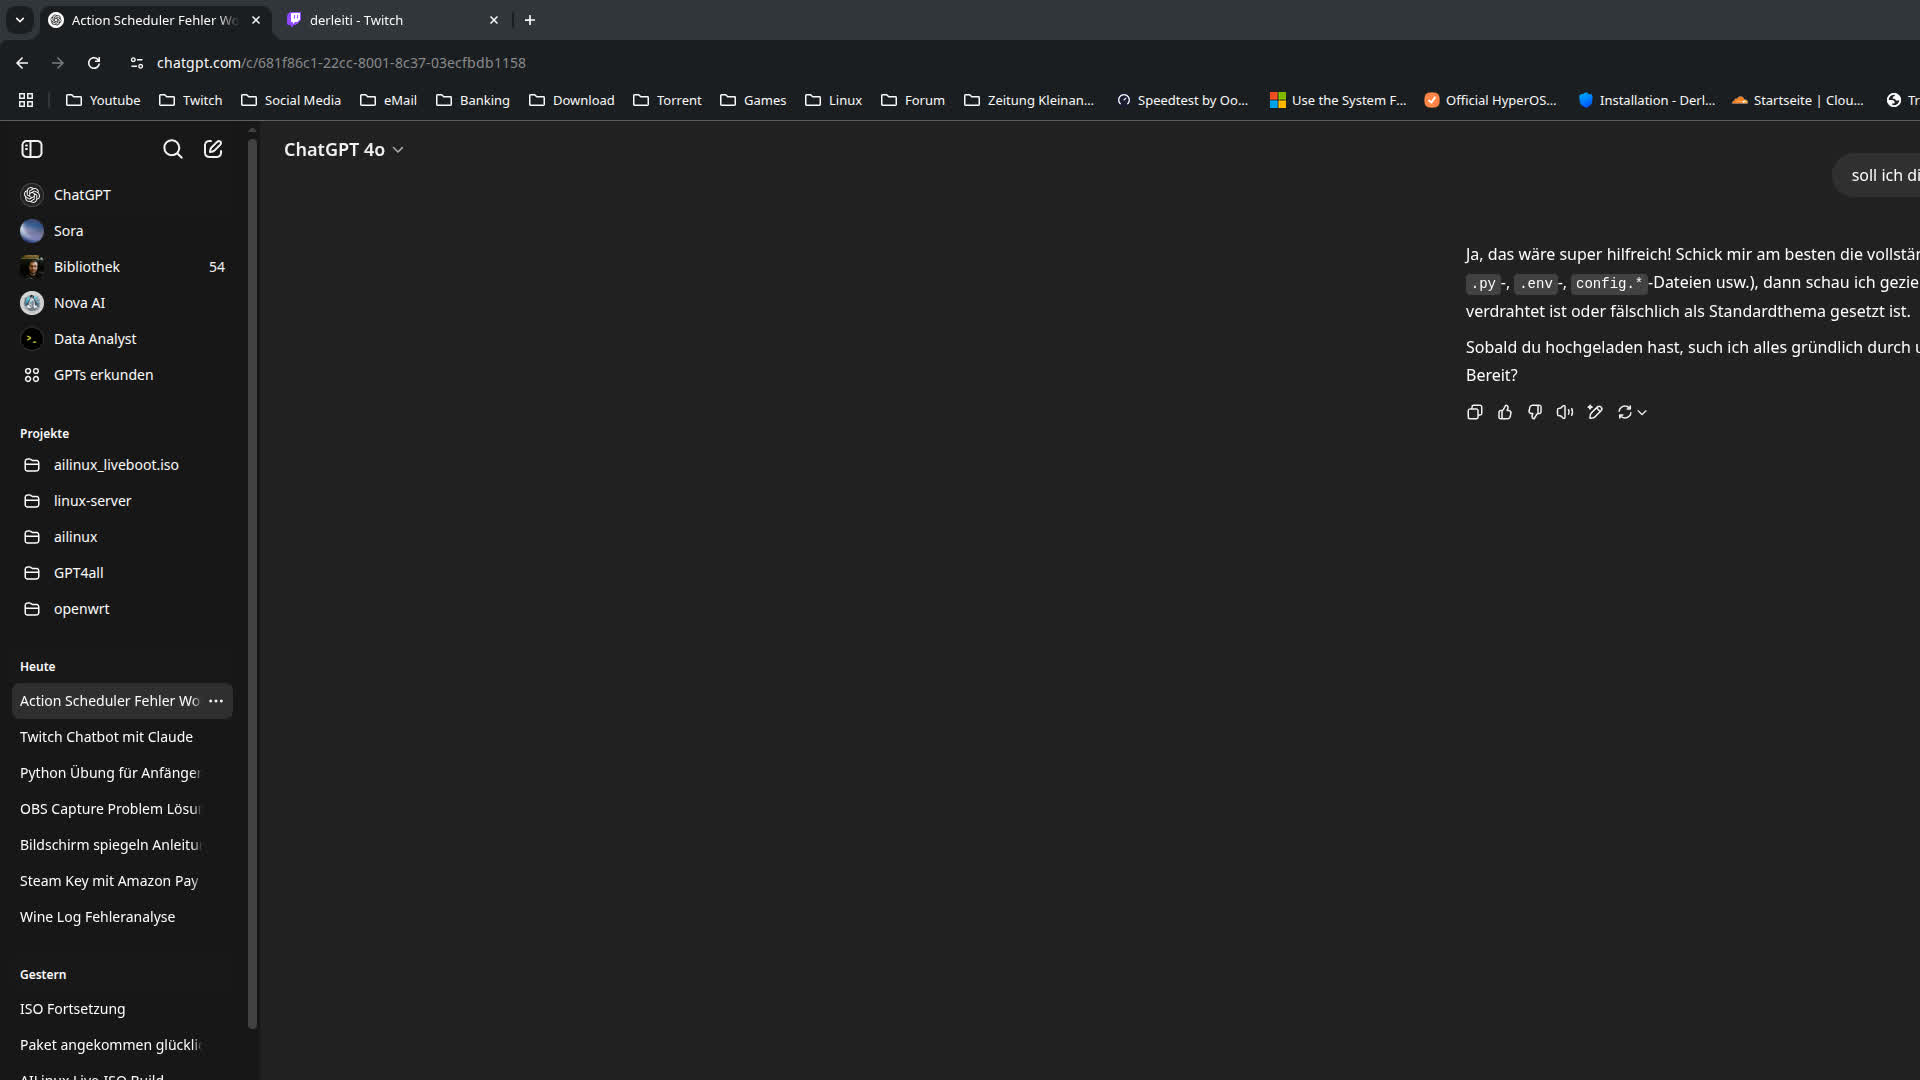 Action Scheduler Fehler Wo
derleiti - Twitch
chatgpt.com/c/681f86c1-22cc-8001-8c37-03ecfbdb1158
Youtube Twitch Social Media eMail Banking Download Torrent Games Linux Forum Zeitung Kleinan... Speedtest by Oo... Use the System F... Official HyperOS... Installation - Derl... Startseite | Clou... Tr
ChatGPT 4o
soll ich di
ChatGPT
Sora
Bibliothek 54
Nova AI
Data Analyst
GPTs erkunden
Projekte
ailinux_liveboot.iso
linux-server
ailinux
GPT4all
openwrt
Heute
Action Scheduler Fehler Wo
Twitch Chatbot mit Claude
Python Übung für Anfänger
OBS Capture Problem Lösu
Bildschirm spiegeln Anleitu
Steam Key mit Amazon Pay
Wine Log Fehleranalyse
Gestern
ISO Fortsetzung
Paket angekommen glückli
AILinux Live ISO Build
Ja, das wäre super hilfreich! Schick mir am besten die vollstä
.py-, .env-, config.*-Dateien usw.), dann schau ich gezie
verdrahtet ist oder fälschlich als Standardthema gesetzt ist.
Sobald du hochgeladen hast, such ich alles gründlich durch u
Bereit?